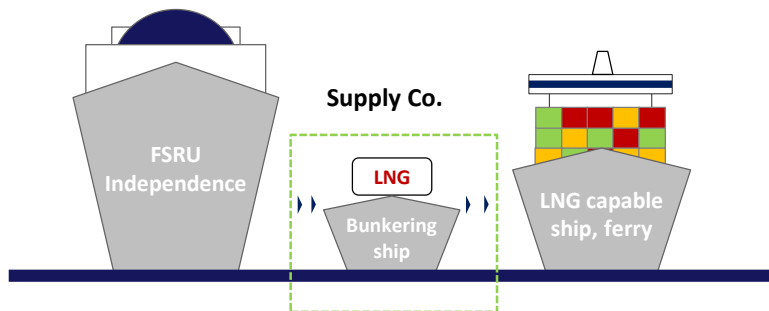 Supply Co.
FSRU
Independence
LNG
Bunkering
ship
LNG capable
ship, ferry